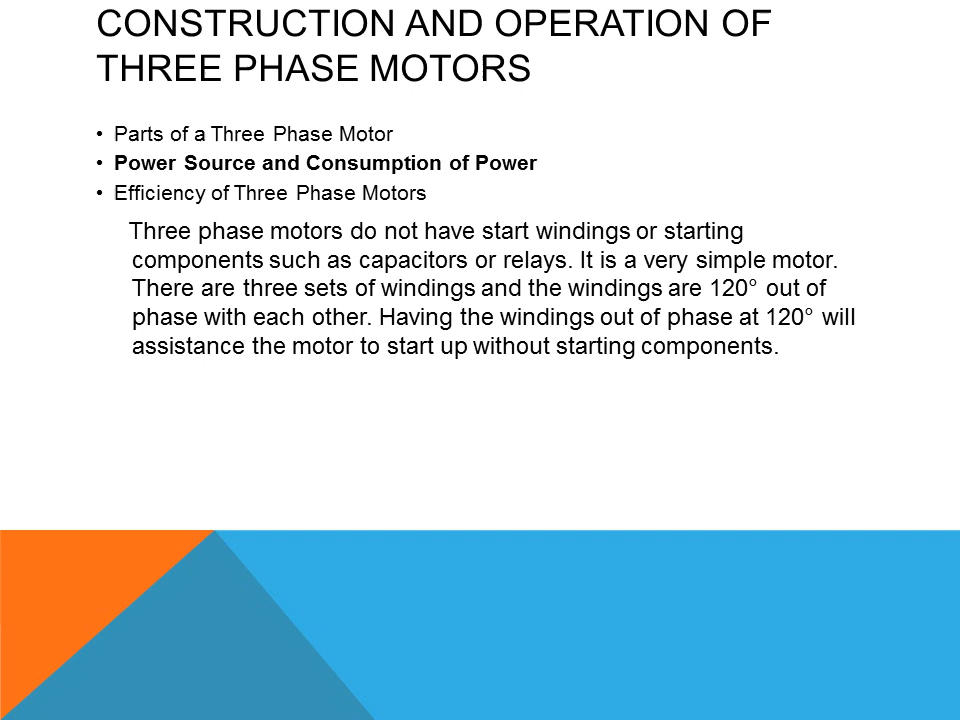 CONSTRUCTION AND OPERATION OF
THREE PHASE MOTORS
• Parts of a Three Phase Motor
• Power Source and Consumption of Power
• Efficiency of Three Phase Motors
Three phase motors do not have start windings or starting
components such as capacitors or relays. It is a very simple motor.
There are three sets of windings and the windings are 120° out of
phase with each other. Having the windings out of phase at 120° will
assistance the motor to start up without starting components.